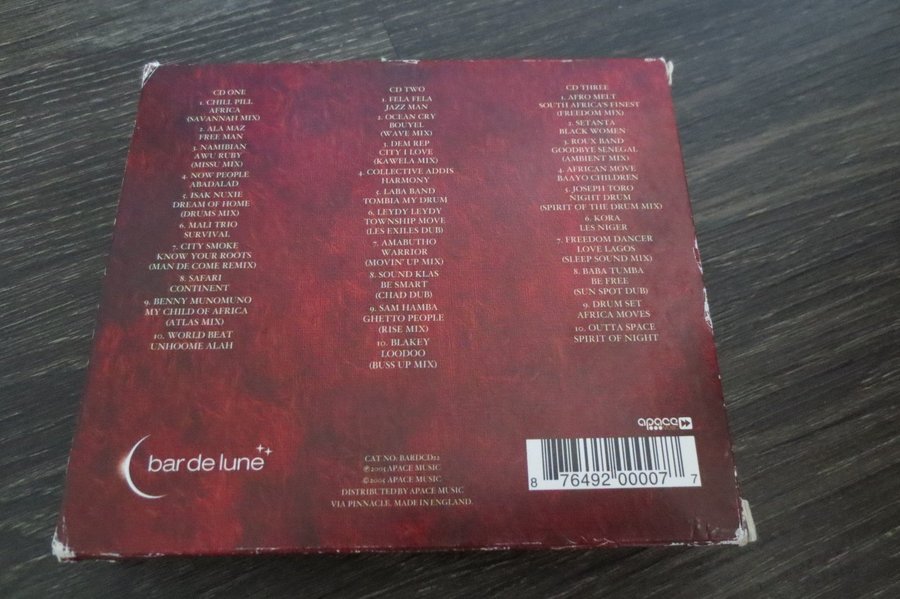 CD ONE
1. CHILL PILL
AFRICA
(SAVANNAH MIX)
2. ALA MAZ
FREE MAN
3. NAMIBIAN
AWU RUBY
(MISSU MIX)
4. NOW PEOPLE
ABADALAD
5. ISAK NUXIE
DREAM OF HOME
(DRUMS MIX)
6. MALI TRIO
SURVIVAL
7. CITY SMOKE
KNOW YOUR ROOTS
(MAN DE COME REMIX)
8. SAFARI
CONTINENT
9. BENNY MUNOMUNO
MY CHILD OF AFRICA
(ATLAS MIX)
10. WORLD BEAT
UNHOOME ALAH
CD TWO
1. FELA FELA
JAZZ MAN
2. OCEAN CRY
BOUYEL
(WAVE MIX)
3. DEM REP
CITY I LOVE
(KAWELA MIX)
4. COLLECTIVE ADDIS
HARMONY
5. LABA BAND
TOMBIA MY DRUM
6. LEYDY LEYDY
TOWNSHIP MOVE
(LES EXILES DUB)
7. AMABUTHO
WARRIOR
(MOVIN' UP MIX)
8. SOUND KLAS
BE SMART
(CHAD DUB)
9. SAM HAMBA
GHETTO PEOPLE
(RISE MIX)
10. BLAKEY
LOODOO
(BUSS UP MIX)
CD THREE
1. AFRO MELT
SOUTH AFRICA'S FINEST
(FREEDOM MIX)
2. SETANTA
BLACK WOMEN
3. ROUX BAND
GOODBYE SENEGAL
(AMBIENT MIX)
4. AFRICAN MOVE
BAAYO CHILDREN
5. JOSEPH TORO
NIGHT DRUM
(SPIRIT OF THE DRUM MIX)
6. KORA
LES NIGER
7. FREEDOM DANCER
LOVE LAGOS
(SLEEP SOUND MIX)
8. BABA TUMBA
BE FREE
(SUN SPOT DUB)
9. DRUM SET
AFRICA MOVES
10. OUTTA SPACE
SPIRIT OF NIGHT
bar de lune
CAT NO: BARDCD22
℗2005 APACE MUSIC
©2005 APACE MUSIC
DISTRIBUTED BY APACE MUSIC
VIA PINNACLE. MADE IN ENGLAND.
apace
8 76492 00007 7